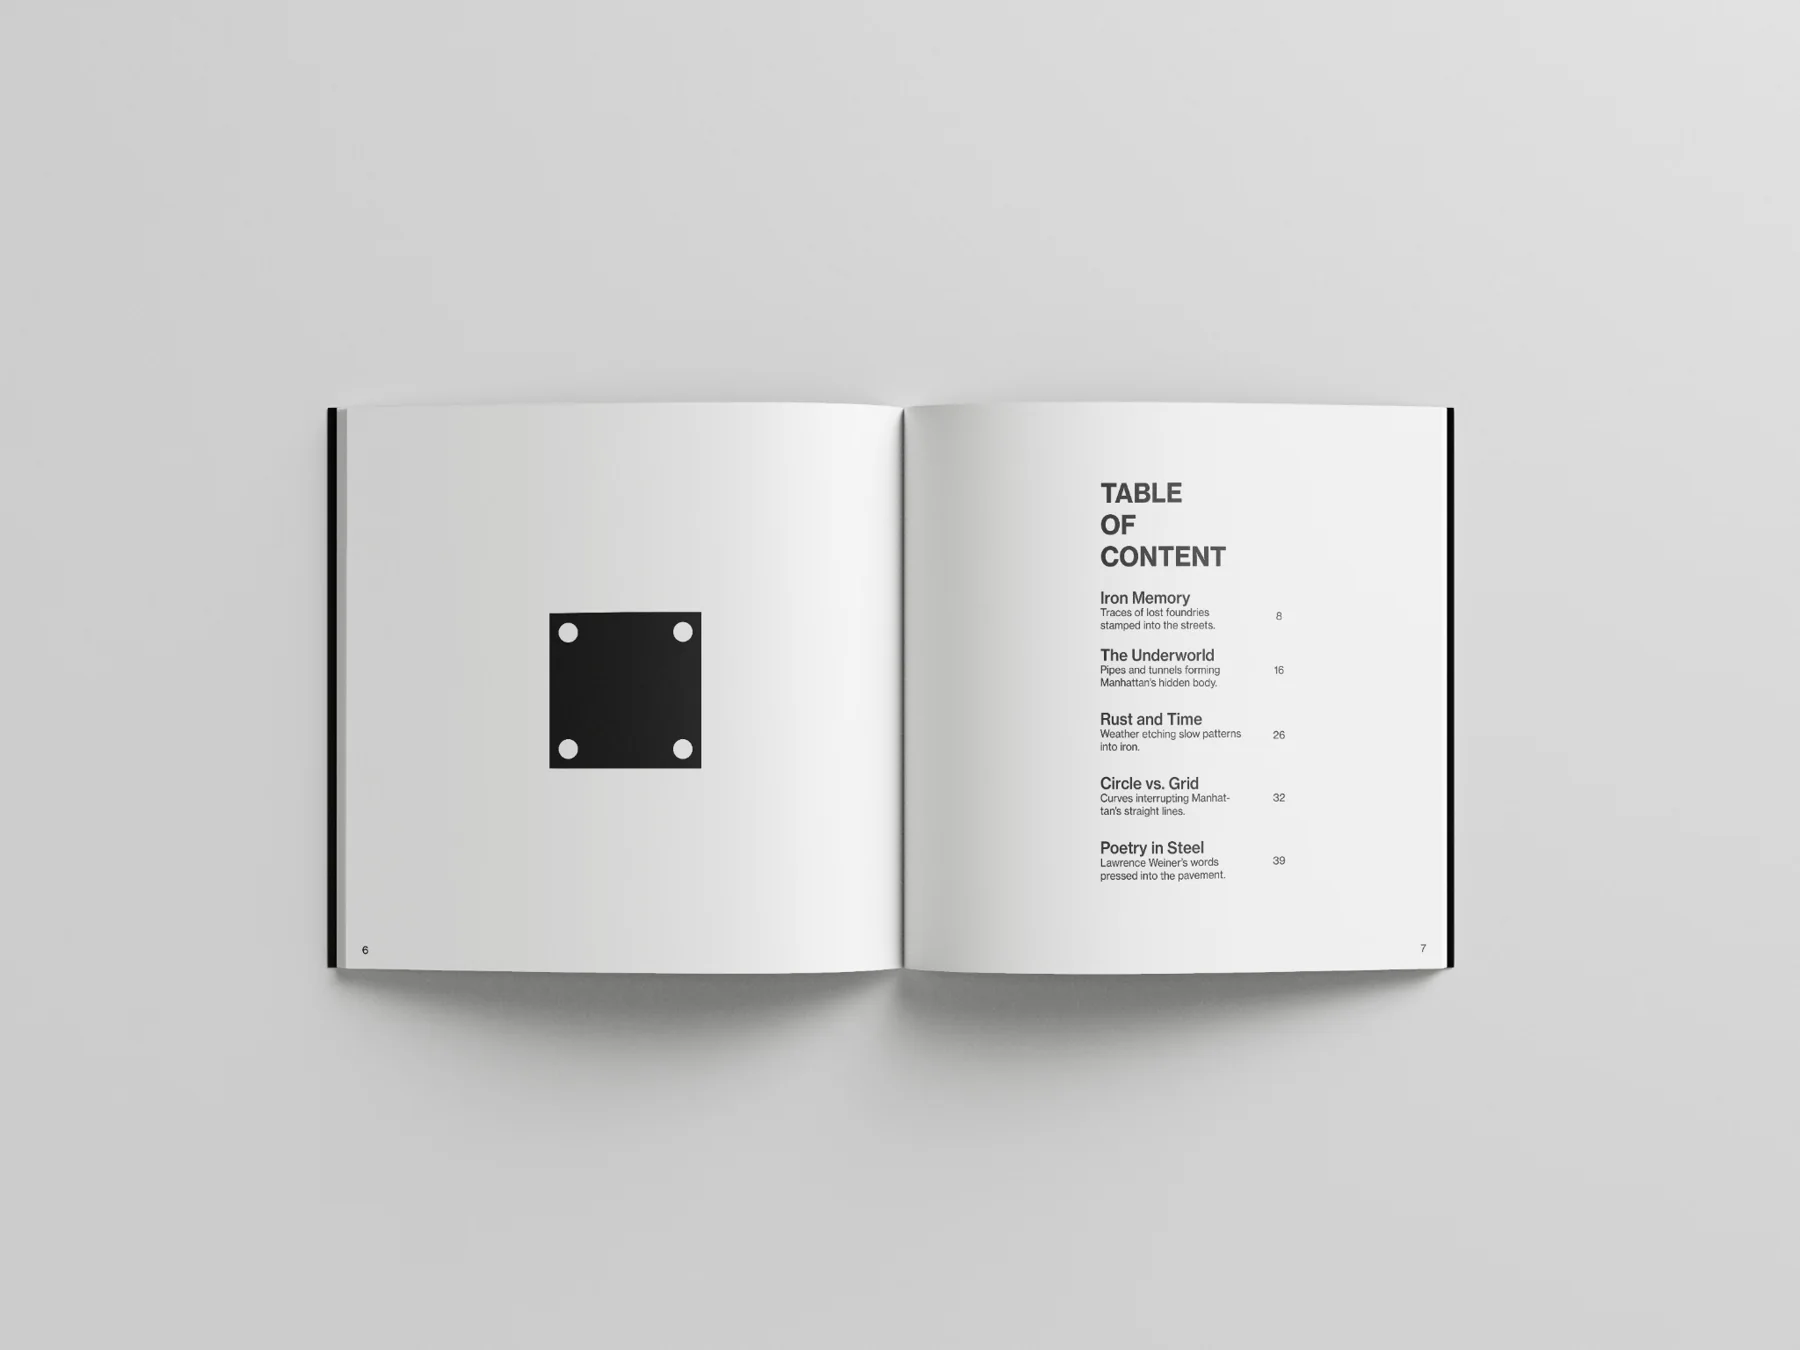 6
TABLE
OF
CONTENT
Iron Memory
Traces of lost foundries
stamped into the streets.
8
The Underworld
Pipes and tunnels forming
Manhattan's hidden body.
16
Rust and Time
Weather etching slow patterns
into iron.
26
Circle vs. Grid
Curves interrupting Manhat-
tan's straight lines.
32
Poetry in Steel
Lawrence Weiner's words
pressed into the pavement.
39
7